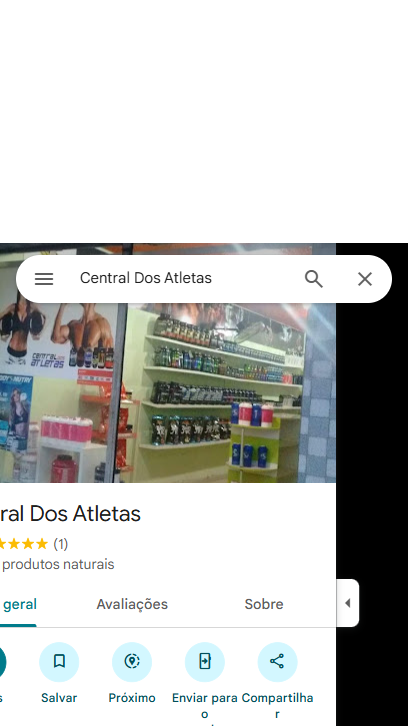 Central Dos Atletas
CENTRAL DOS
ATLETAS
ral Dos Atletas
(1)
produtos naturais
geral
Avaliações
Sobre
s
Salvar
Próximo
Enviar para o
Compartilhar